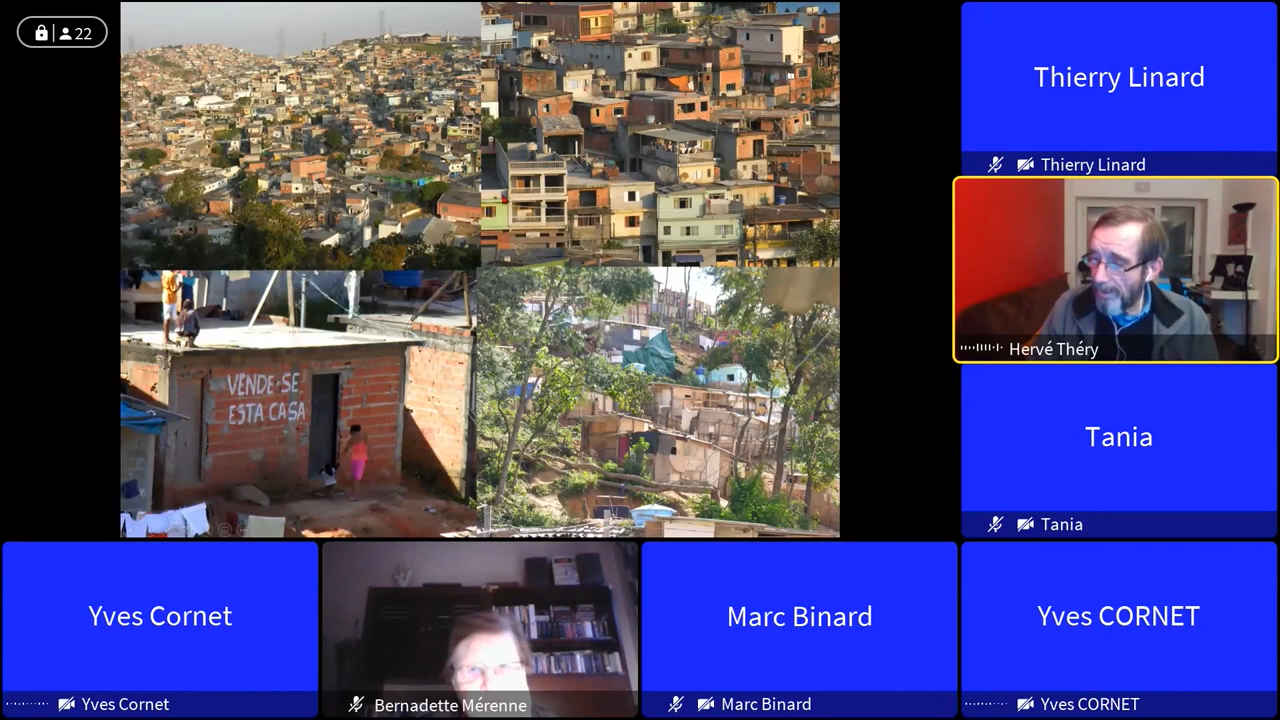 22
VENDE-SE
ESTA CASA
Thierry Linard
Thierry Linard
Hervé Théry
Tania
Tania
Yves Cornet
Yves Cornet
Bernadette Mérenne
Marc Binard
Marc Binard
Yves CORNET
Yves CORNET